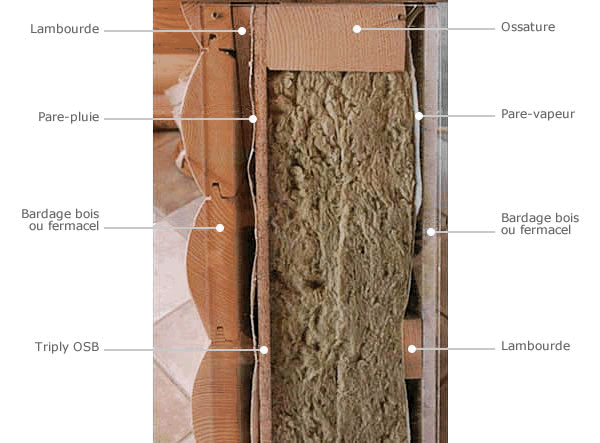 Lambourde
Pare-pluie
Bardage bois
ou fermacel
Triply OSB
Ossature
Pare-vapeur
Bardage bois
ou fermacel
Lambourde